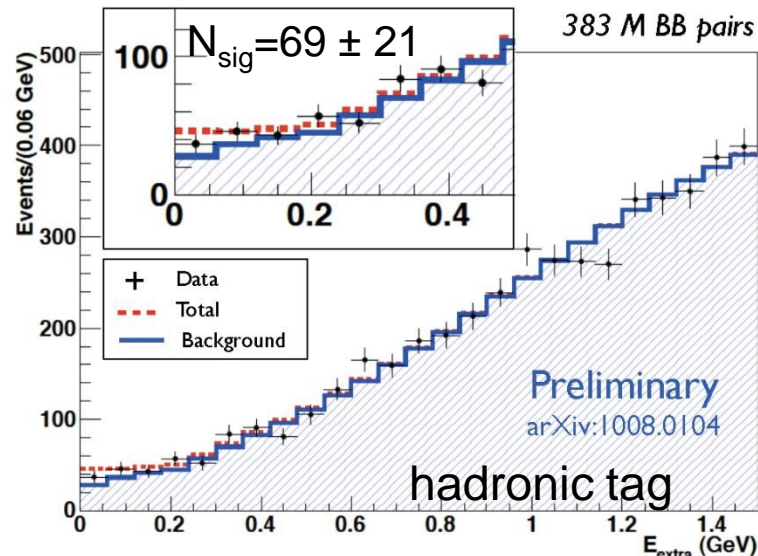 383 M BB pairs
N_sig=69 ± 21
100
0
0
0.2
0.4
500
400
300
200
100
0
Events/(0.06 GeV)
Data
Total
Background
Preliminary
arXiv:1008.0104
hadronic tag
0
0.2
0.4
0.6
0.8
1
1.2
1.4
E_extra (GeV)